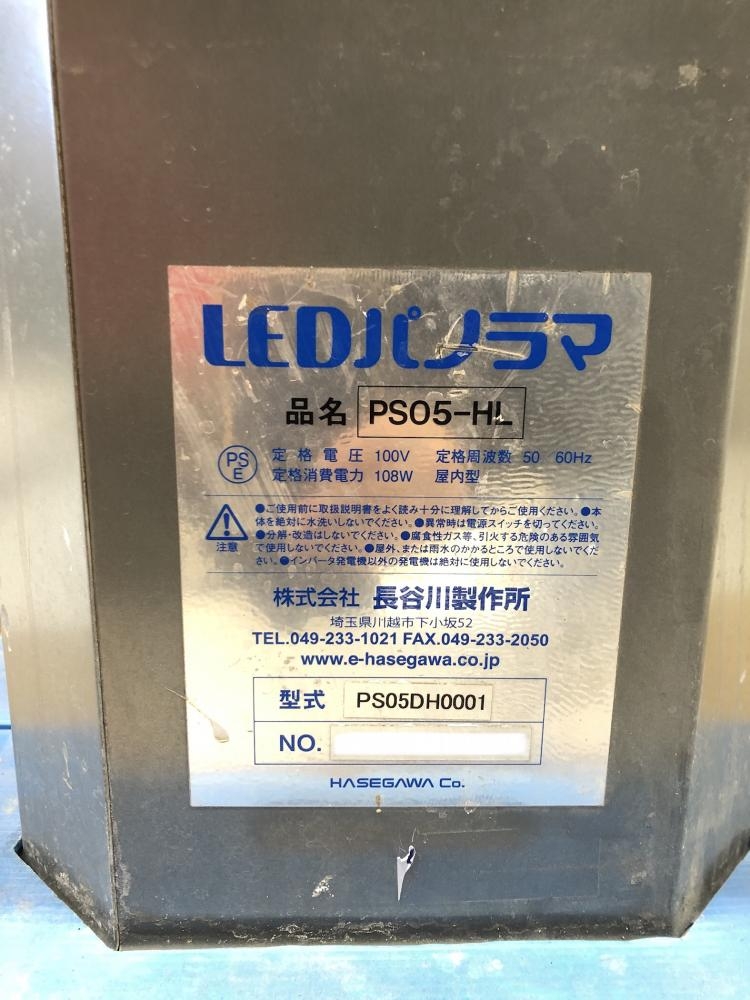 LEDパノラマ
品名 PS05-HL
PSE 定格電圧 100V 定格周波数 50 60Hz
定格消費電力 108W 屋内型
注意 ●ご使用前に取扱説明書をよく読み十分に理解してからご使用ください。●本
体を絶対に水洗いしないでください。●異常時は電源スイッチを切ってください。
●分解・改造はしないでください。●腐食性ガス等、引火する危険のある雰囲気
で使用しないでください。●屋外、または雨水のかかるところで使用しないでくだ
さい。●インバータ発電機以外の発電機は絶対に使用しないでください。
株式会社 長谷川製作所
埼玉県川越市下小坂52
TEL.049-233-1021 FAX.049-233-2050
www.e-hasegawa.co.jp
型式 PS05DH0001
NO.
HASEGAWA Co.